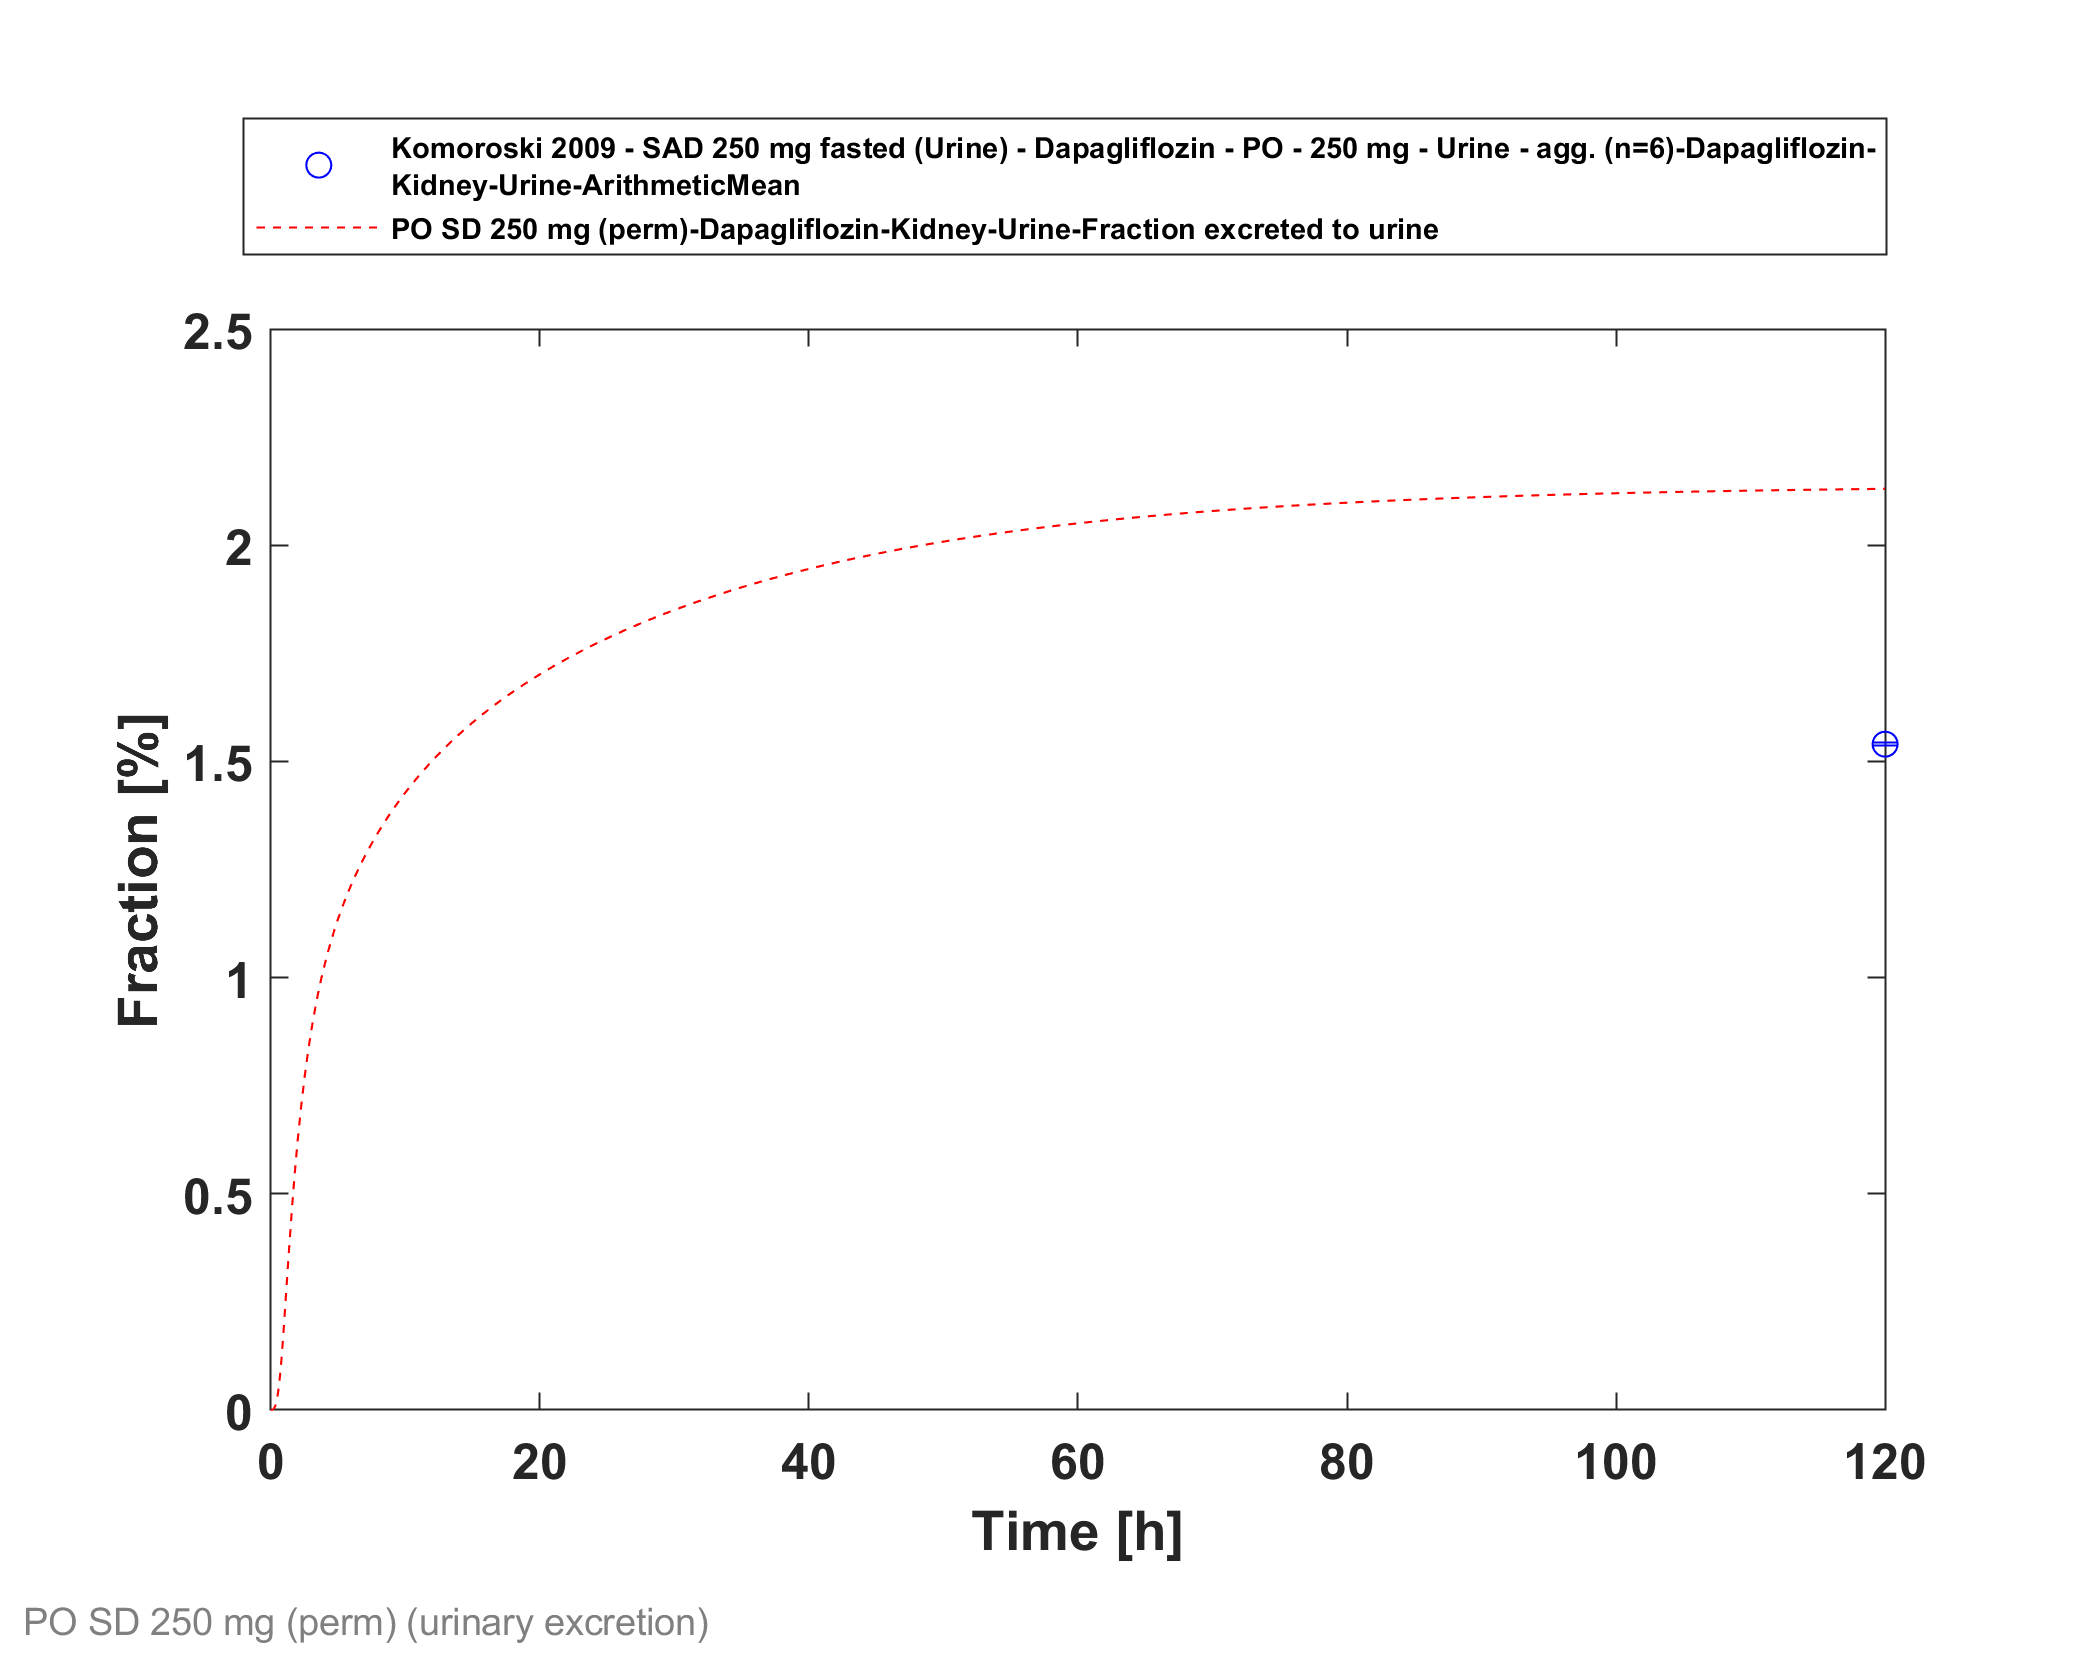 Komoroski 2009 - SAD 250 mg fasted (Urine) - Dapagliflozin - PO - 250 mg - Urine - agg. (n=6)-Dapagliflozin-
Kidney-Urine-ArithmeticMean
PO SD 250 mg (perm)-Dapagliflozin-Kidney-Urine-Fraction excreted to urine
2.5
2
1.5
1
0.5
0
Fraction [%]
0 20 40 60 80 100 120
Time [h]
PO SD 250 mg (perm) (urinary excretion)